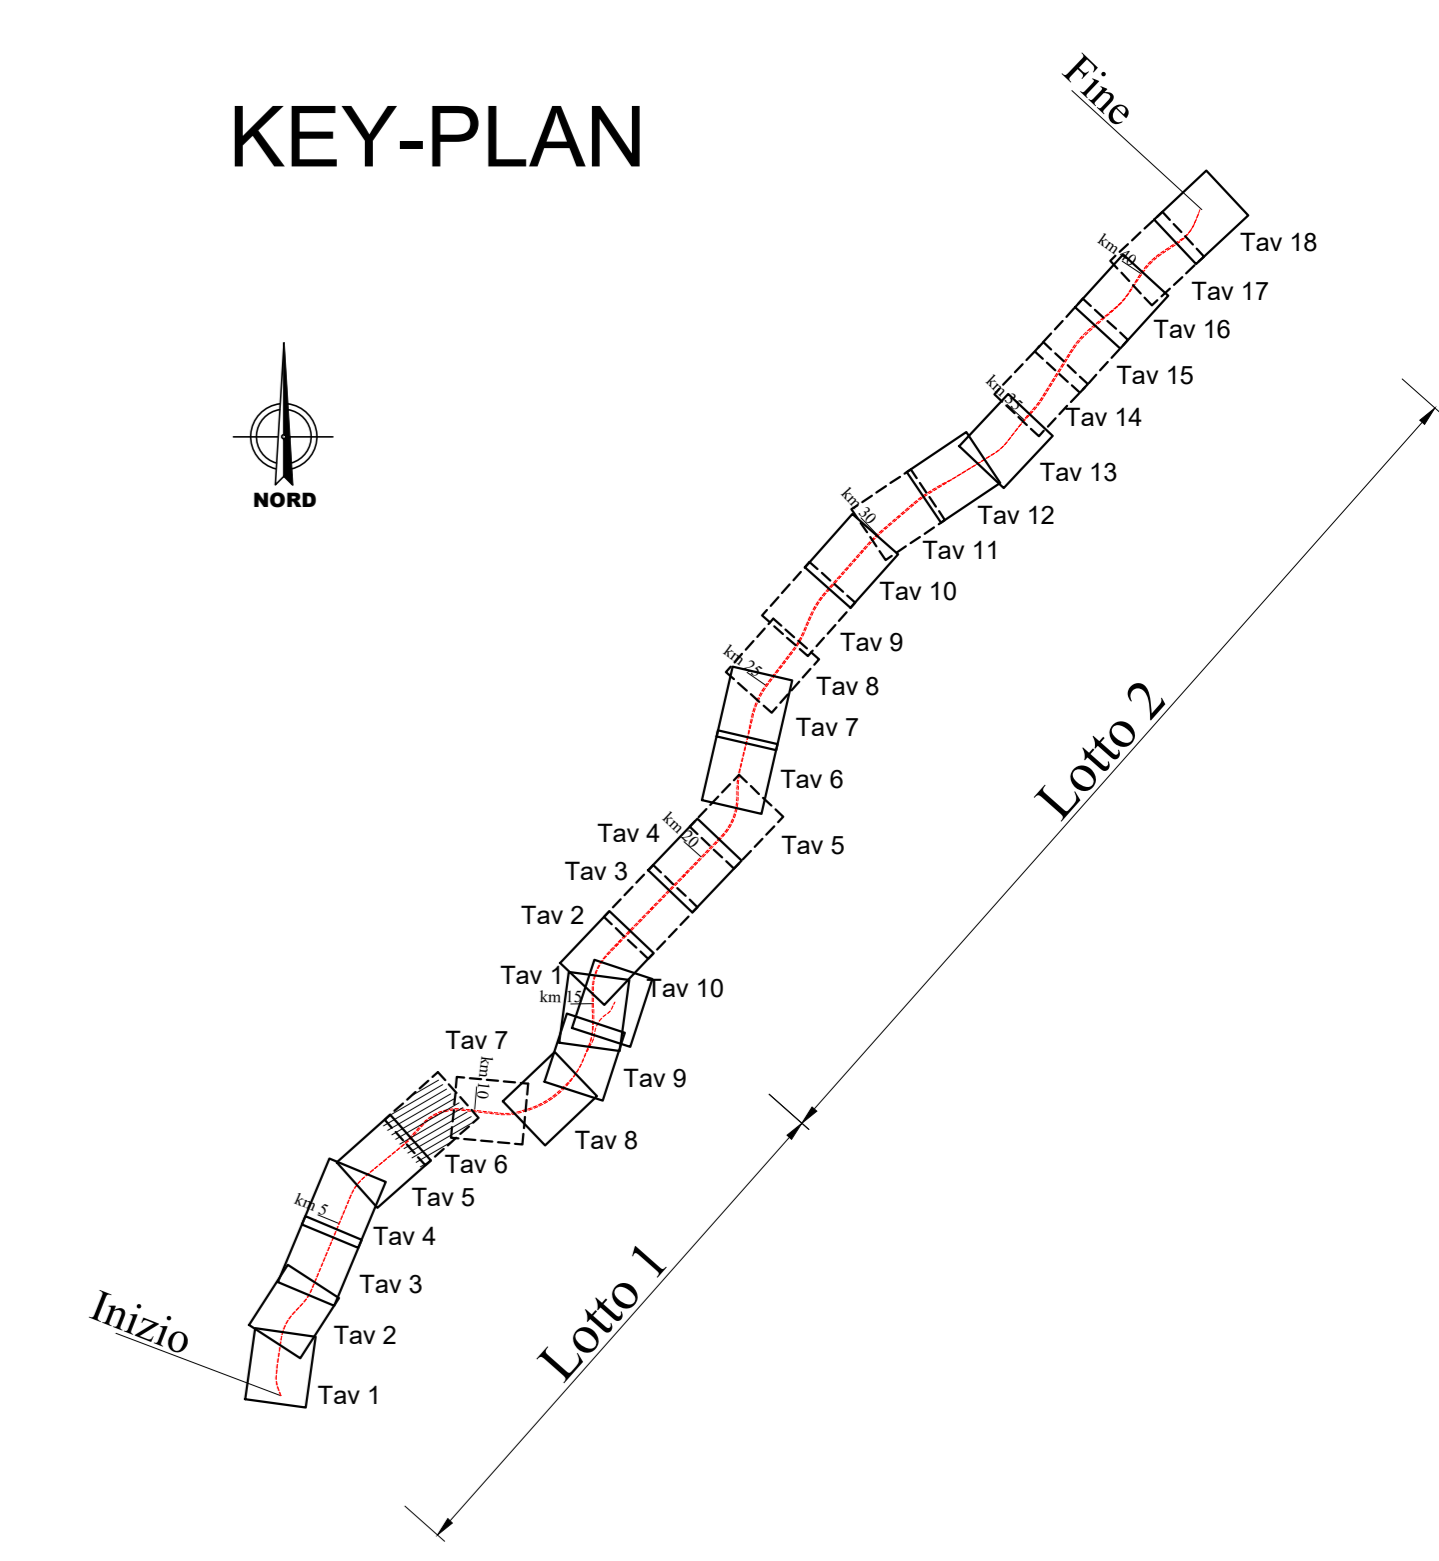 KEY-PLAN
Fine
Tav 18
km 40
Tav 17
Tav 16
Tav 15
km 35
Tav 14
Tav 13
NORD
km 30
Tav 12
Tav 11
Tav 10
Tav 9
km 25
Tav 8
Tav 7
Lotto 2
Tav 6
km 20
Tav 4
Tav 5
Tav 3
Tav 2
Tav 1
Tav 10
km 15
Tav 7
km 10
Tav 9
Tav 8
Tav 6
Tav 5
km 5
Tav 4
Tav 3
Lotto 1
Inizio
Tav 2
Tav 1